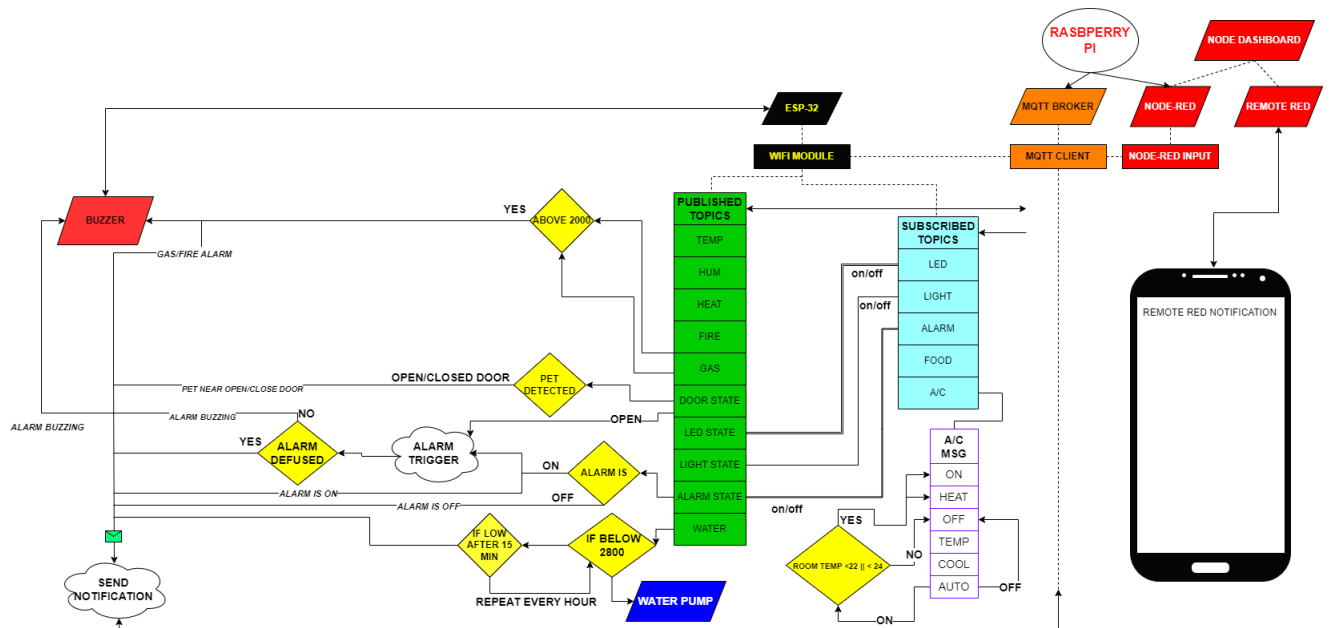 RASBPERRY
PI
NODE DASHBOARD
ESP-32
MQTT BROKER
NODE-RED
REMOTE RED
WIFI MODULE
MQTT CLIENT
NODE-RED INPUT
BUZZER
GAS/FIRE ALARM
YES
ABOVE 2000
PUBLISHED
TOPICS
TEMP
HUM
HEAT
FIRE
GAS
DOOR STATE
LED STATE
LIGHT STATE
ALARM STATE
WATER
SUBSCRIBED
TOPICS
LED
LIGHT
ALARM
FOOD
A/C
on/off
on/off
on/off
REMOTE RED NOTIFICATION
PET NEAR OPEN/CLOSE DOOR
OPEN/CLOSED DOOR
PET
DETECTED
OPEN
ALARM BUZZING
ALARM BUZZING
NO
YES
ALARM
DEFUSED
ALARM
TRIGGER
ON
ALARM IS
OFF
ALARM IS ON
ALARM IS OFF
IF LOW
AFTER 15
MIN
IF BELOW
2800
REPEAT EVERY HOUR
WATER PUMP
SEND
NOTIFICATION
A/C
MSG
ON
HEAT
OFF
TEMP
COOL
AUTO
YES
NO
ROOM TEMP <22 || < 24
ON
OFF